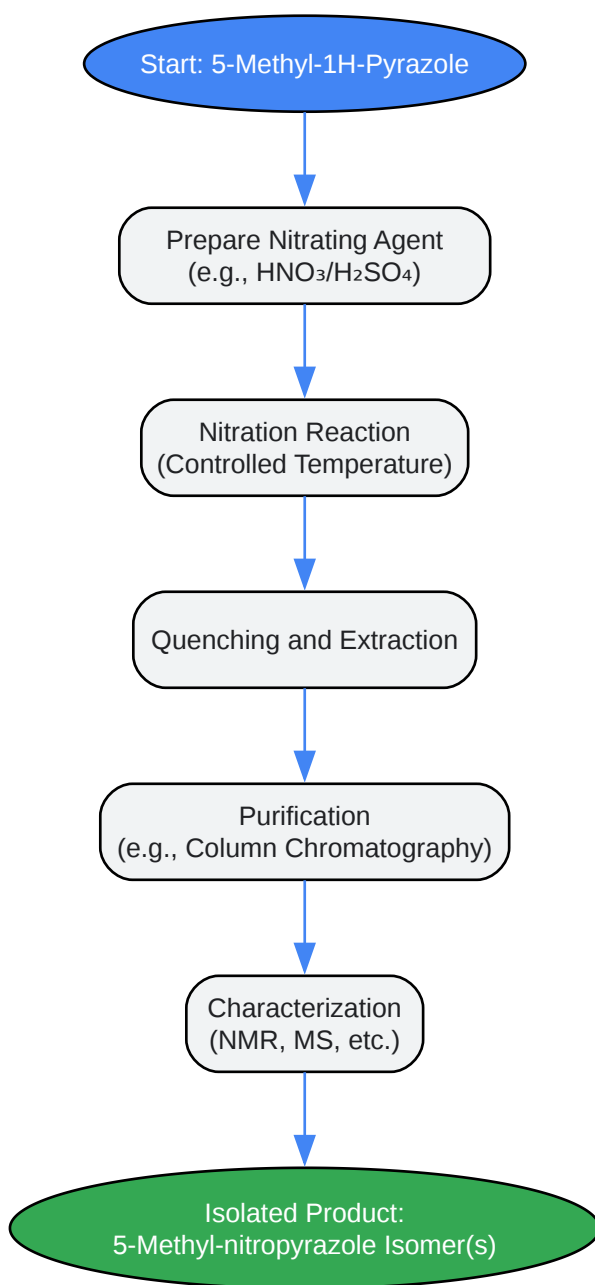 Start: 5-Methyl-1H-Pyrazole
Prepare Nitrating Agent
(e.g., HNO₃/H₂SO₄)
Nitration Reaction
(Controlled Temperature)
Quenching and Extraction
Purification
(e.g., Column Chromatography)
Characterization
(NMR, MS, etc.)
Isolated Product:
5-Methyl-nitropyrazole Isomer(s)